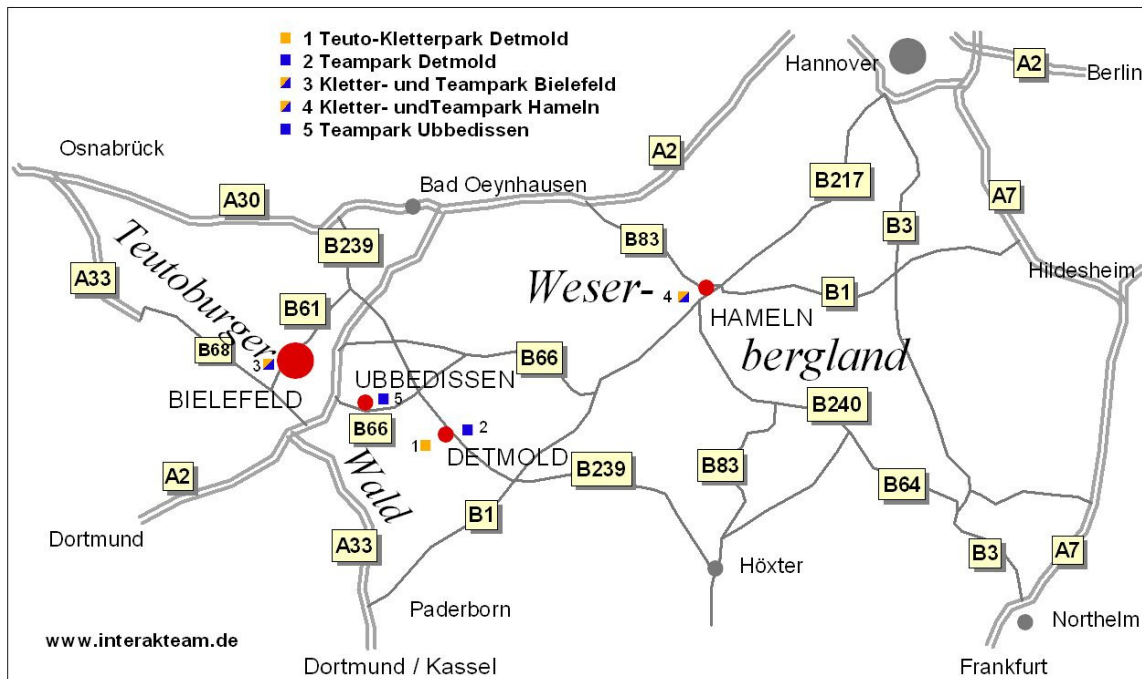 1 Teuto-Kletterpark Detmold
2 Teampark Detmold
3 Kletter- und Teampark Bielefeld
4 Kletter- undTeampark Hameln
5 Teampark Ubbedissen
Hannover
A2
Berlin
Osnabrück
A2
Bad Oeynhausen
B217
A30
A7
B3
B239
B83
Teutoburger
Wald
A33
Hildesheim
Weser-
bergland
4
B1
B61
HAMELN
B68
3
B66
UBBEDISSEN
BIELEFELD
5
B240
B66
2
1
DETMOLD
A2
B239
B83
B64
B1
Dortmund
A33
B3
A7
Höxter
Paderborn
Northeim
www.interakteam.de
Dortmund / Kassel
Frankfurt